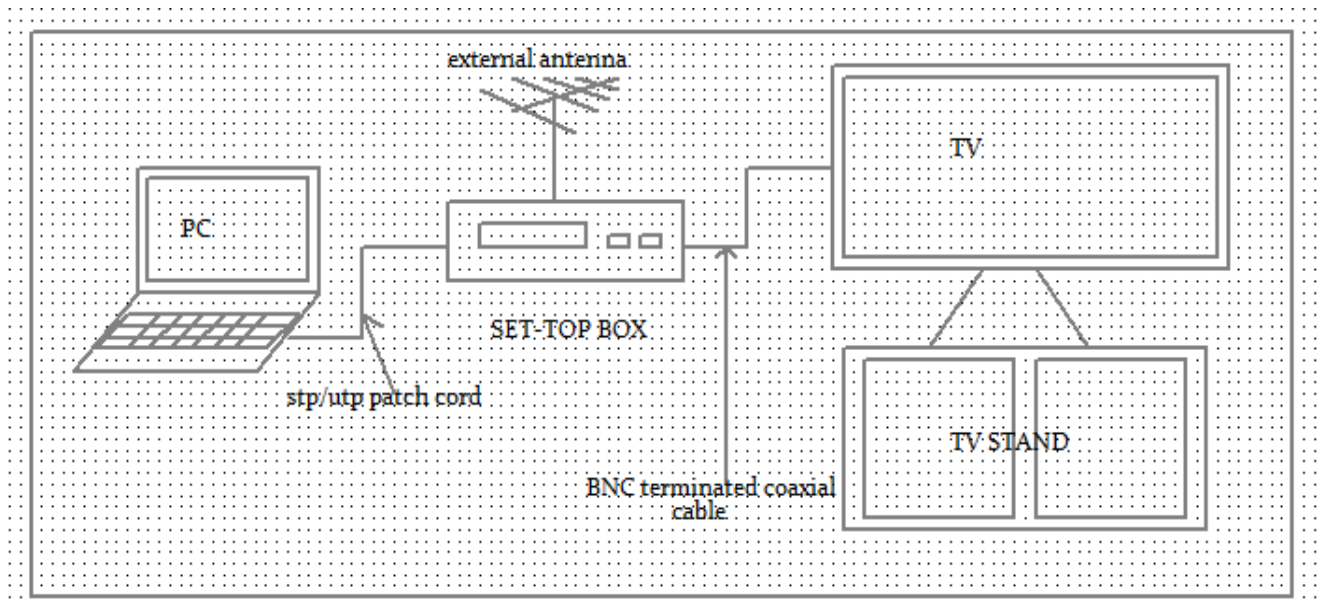 external antenna
TV
PC
SET-TOP BOX
stp/utp patch cord
TV STAND
BNC terminated coaxial
cable